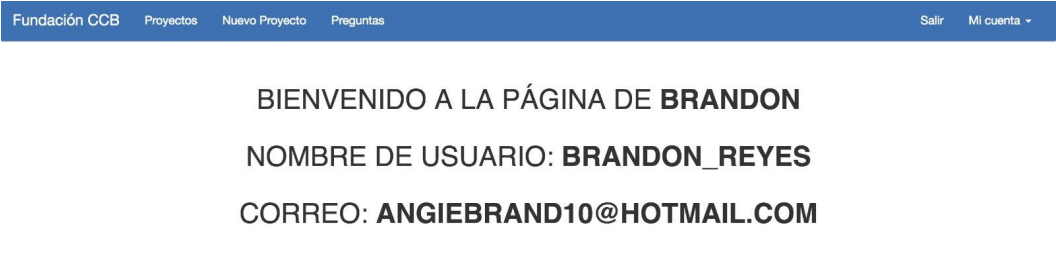 Fundación CCB Proyectos Nuevo Proyecto Preguntas Salir Mi cuenta
BIENVENIDO A LA PÁGINA DE BRANDON
NOMBRE DE USUARIO: BRANDON_REYES
CORREO: ANGIEBRAND10@HOTMAIL.COM